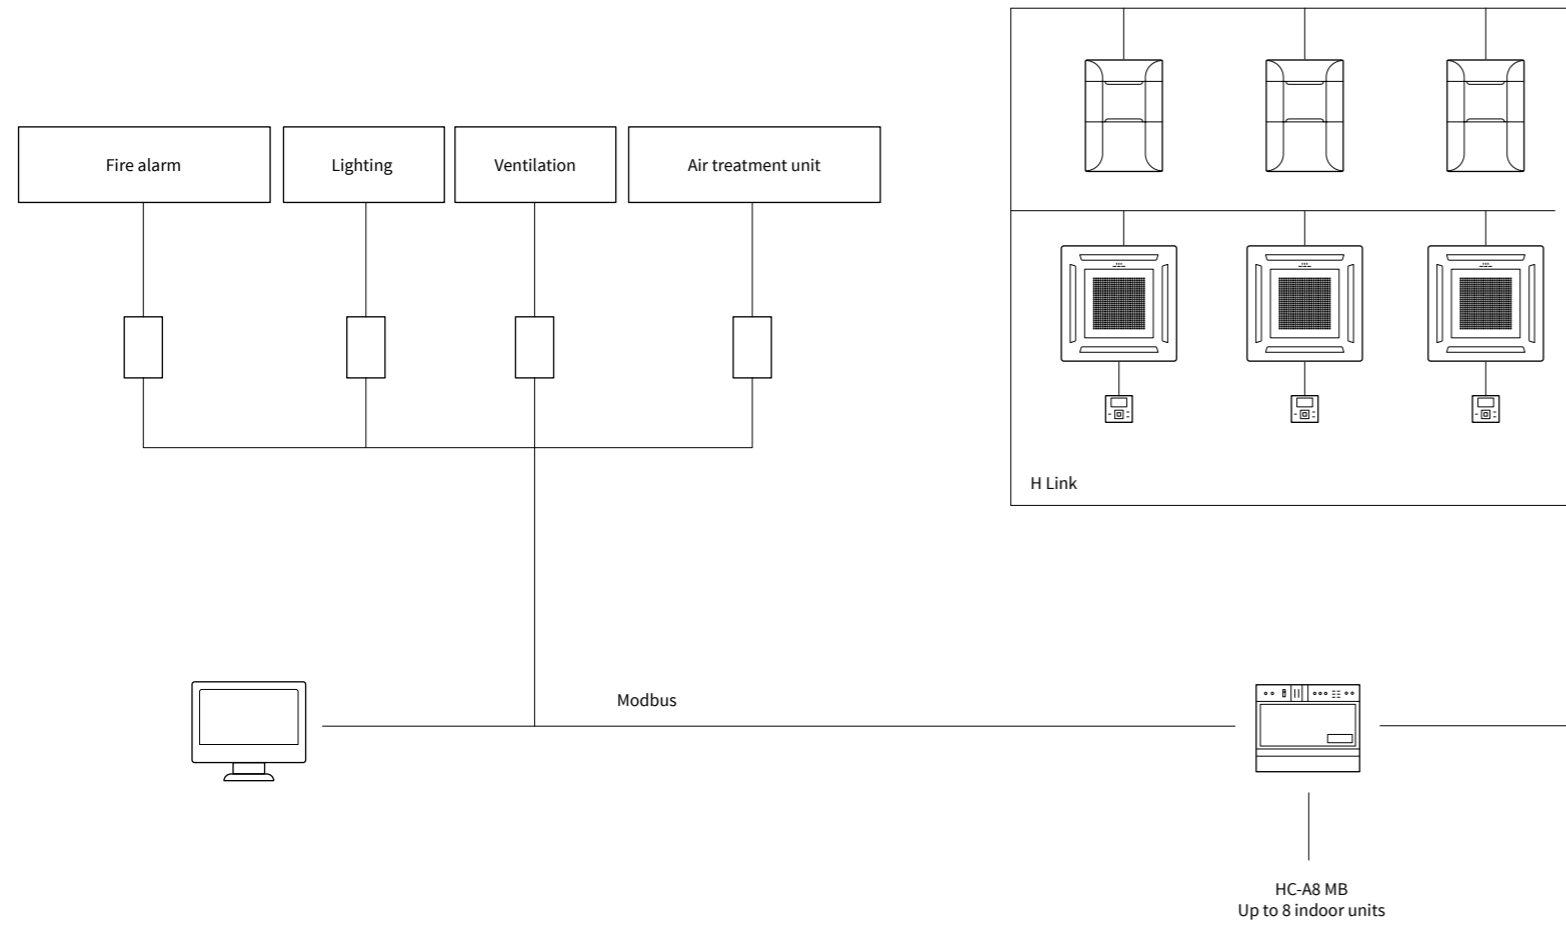 Fire alarm
Lighting
Ventilation
Air treatment unit
H Link
Modbus
HC-A8 MB
Up to 8 indoor units